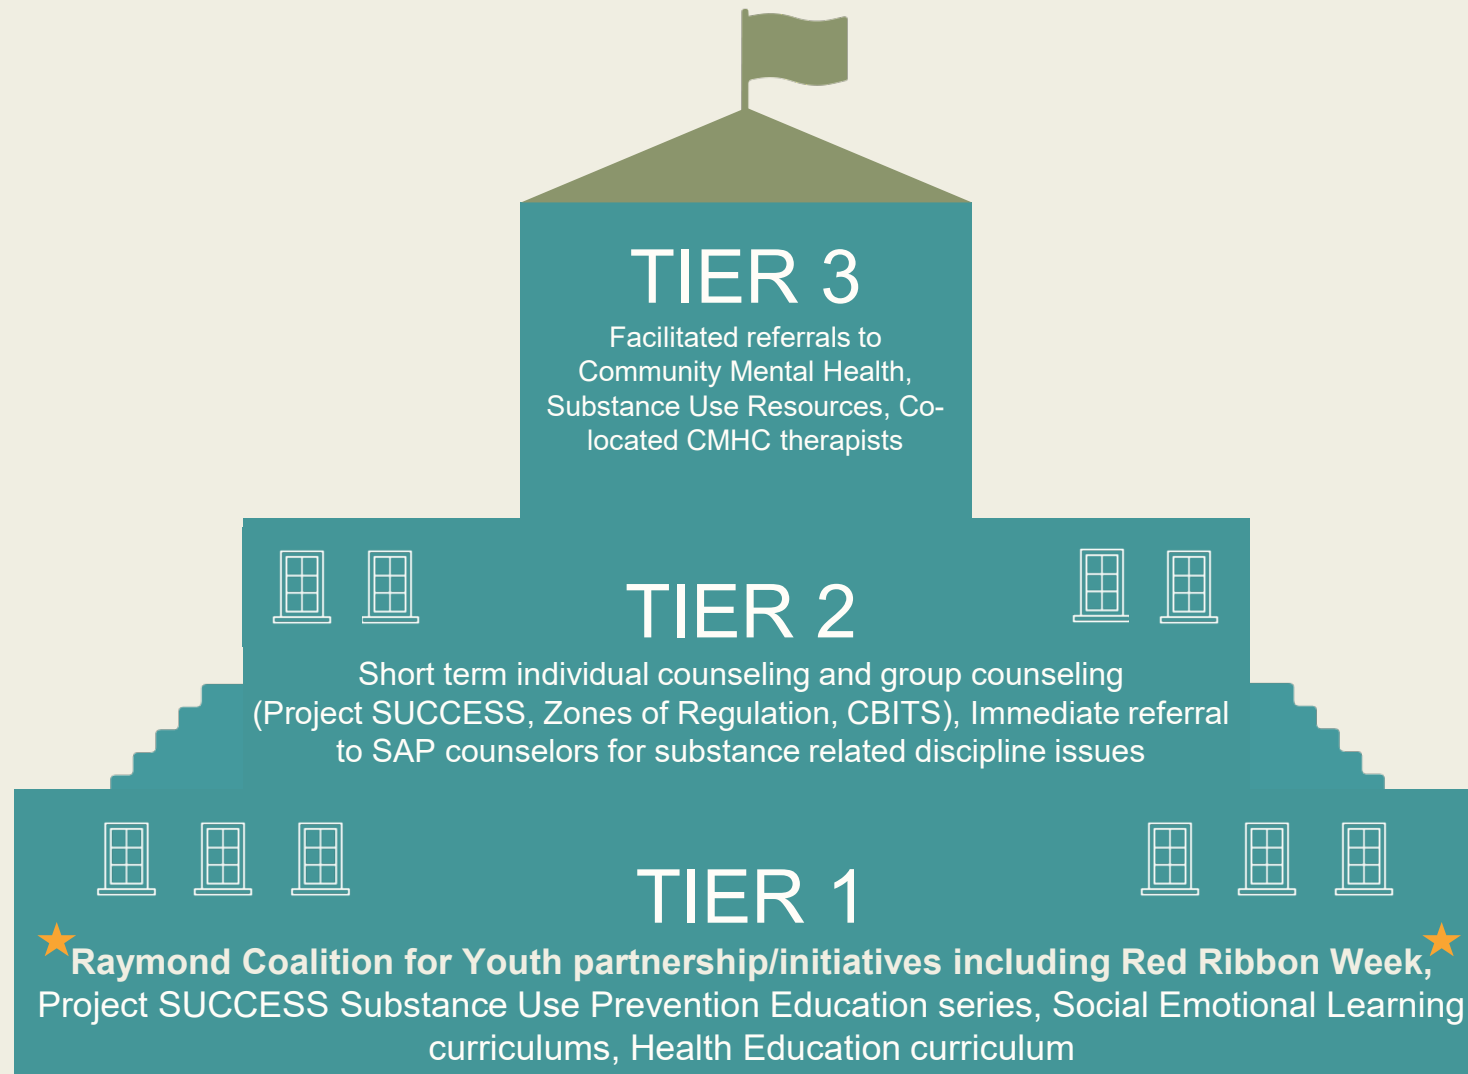 TIER 3
Facilitated referrals to
Community Mental Health,
Substance Use Resources, Co-
located CMHC therapists
TIER 2
Short term individual counseling and group counseling
(Project SUCCESS, Zones of Regulation, CBITS), Immediate referral
to SAP counselors for substance related discipline issues
TIER 1
Raymond Coalition for Youth partnership/initiatives including Red Ribbon Week,
Project SUCCESS Substance Use Prevention Education series, Social Emotional Learning
curriculums, Health Education curriculum